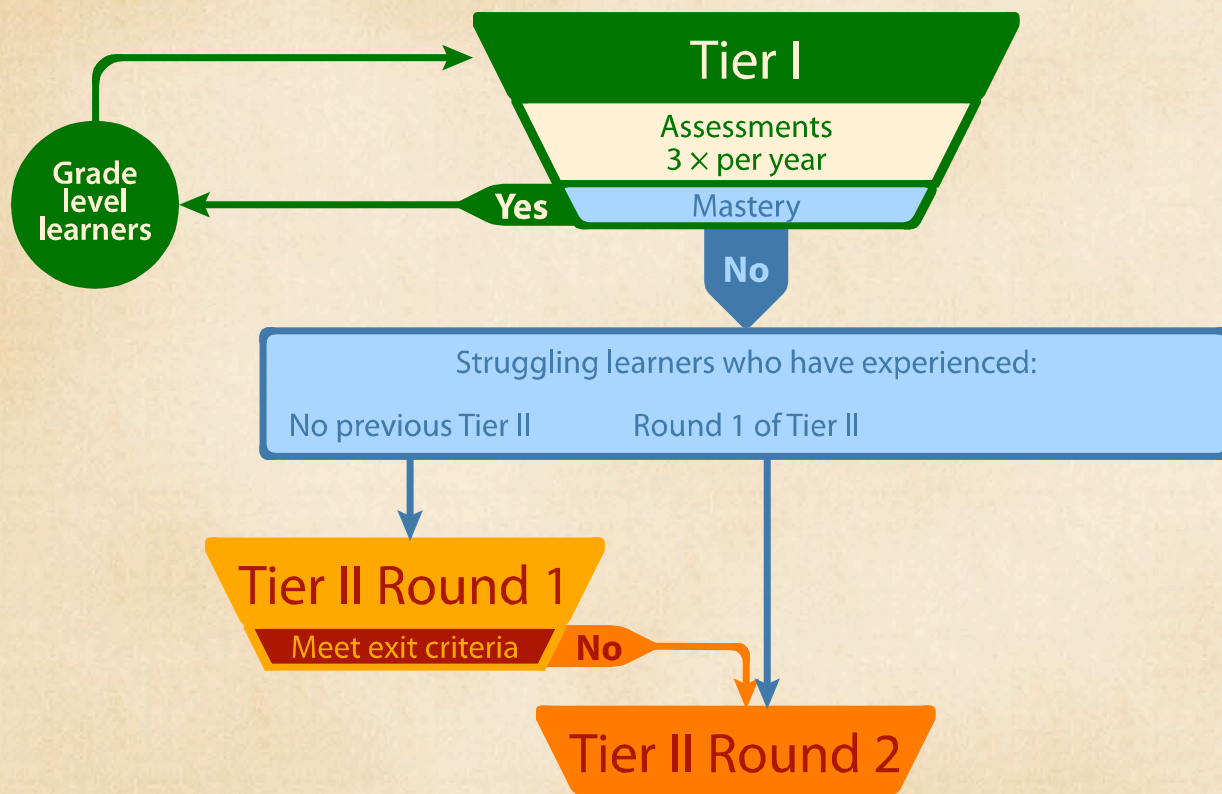 Tier I
Assessments
3 × per year
Grade
level
learners
Yes
Mastery
No
Struggling learners who have experienced:
No previous Tier II
Round 1 of Tier II
Tier II Round 1
Meet exit criteria
No
Tier II Round 2